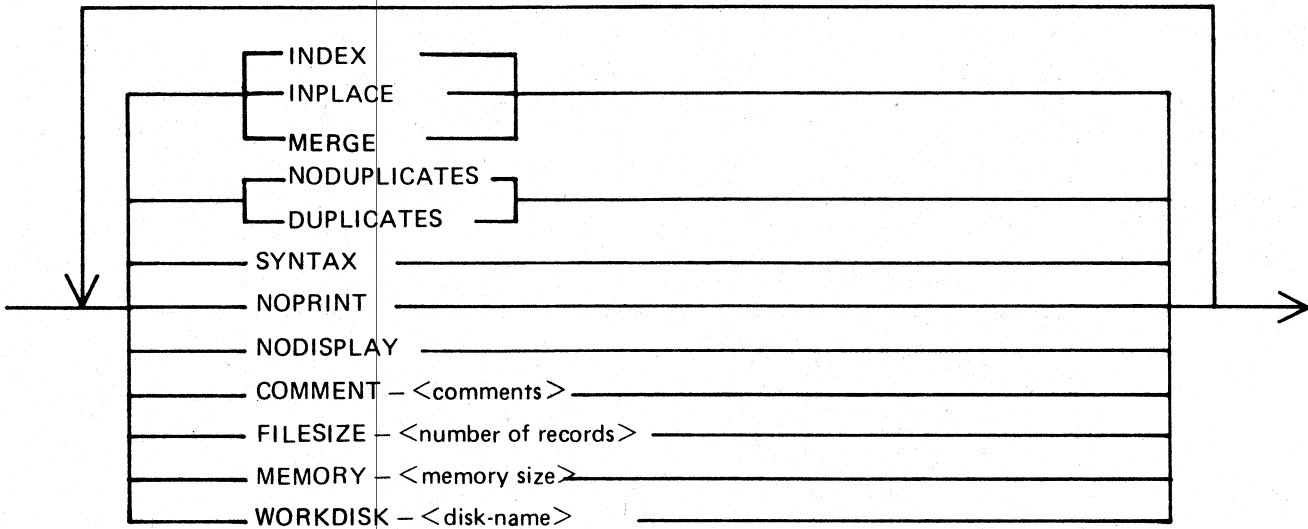 INDEX
INPLACE
MERGE
NODUPLICATES
DUPLICATES
SYNTAX
NOPRINT
NODISPLAY
COMMENT – <comments>
FILESIZE – <number of records>
MEMORY – <memory size>
WORKDISK – <disk-name>